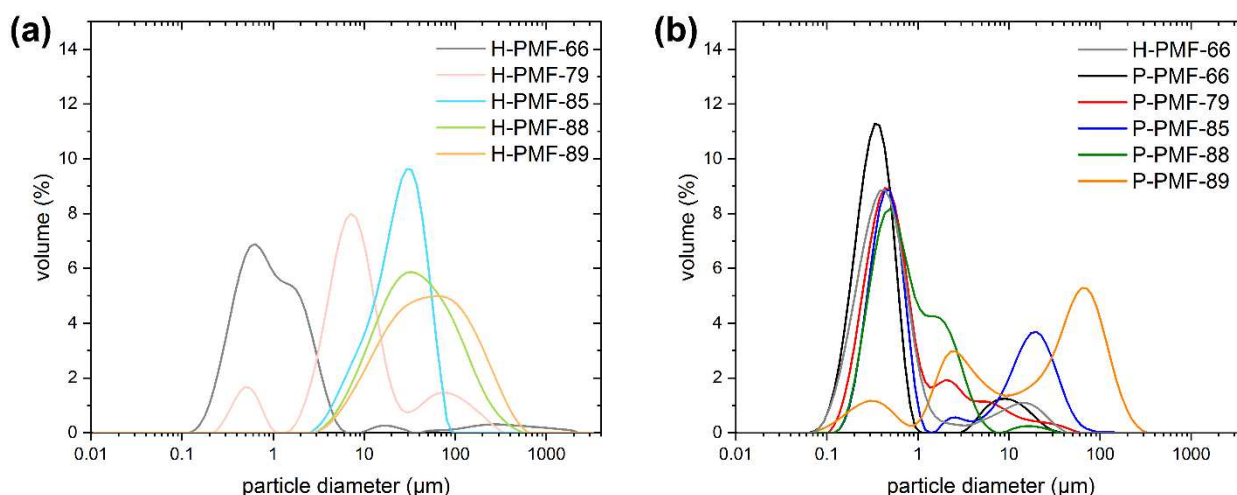 (a)
14
12
10
8
6
4
2
0
volume (%)
H-PMF-66
H-PMF-79
H-PMF-85
H-PMF-88
H-PMF-89
0.01 0.1 1 10 100 1000
particle diameter (µm)
(b)
14
12
10
8
6
4
2
0
volume (%)
H-PMF-66
P-PMF-66
P-PMF-79
P-PMF-85
P-PMF-88
P-PMF-89
0.01 0.1 1 10 100 1000
particle diameter (µm)